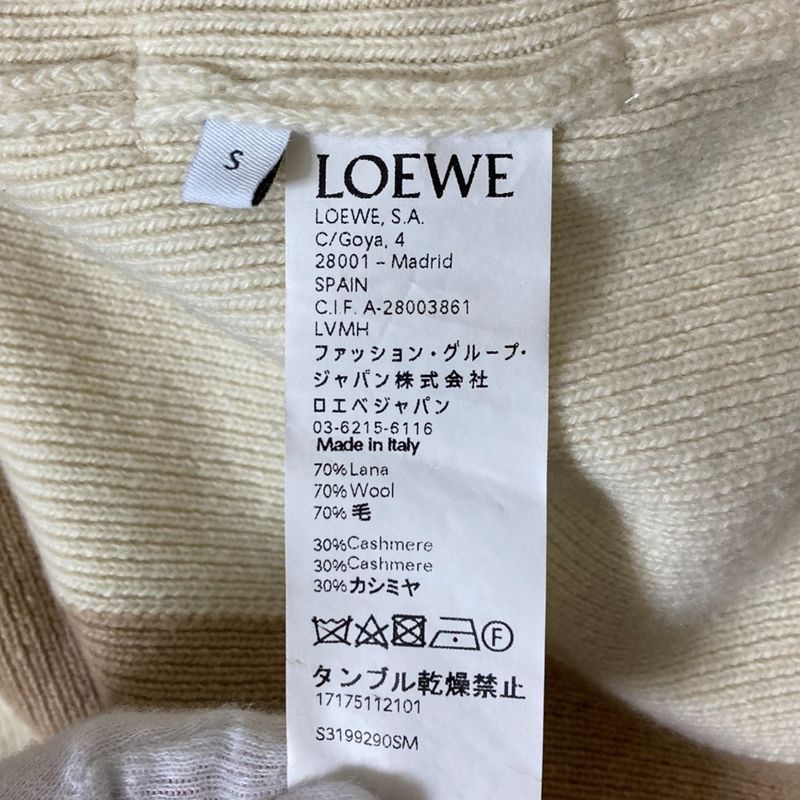 S
LOEWE
LOEWE, S.A.
C/Goya, 4
28001 – Madrid
SPAIN
C.I.F. A-28003861
LVMH
ファッション・グループ・
ジャパン株式会社
ロエベジャパン
03-6215-6116
Made in Italy
70% Lana
70% Wool
70% 毛
30% Cashmere
30% Cashmere
30% カシミヤ
F
タンブル乾燥禁止
17175112101
S3199290SM